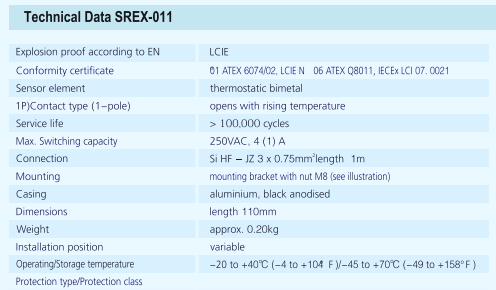 Technical Data SREX-011
Explosion proof according to EN LCIE
Conformity certificate 01 ATEX 6074/02, LCIE N 06 ATEX Q8011, IECEx LCI 07. 0021
Sensor element thermostatic bimetal
1P)Contact type (1-pole) opens with rising temperature
Service life > 100,000 cycles
Max. Switching capacity 250VAC, 4 (1) A
Connection Si HF – JZ 3 x 0.75mm²length 1m
Mounting mounting bracket with nut M8 (see illustration)
Casing aluminium, black anodised
Dimensions length 110mm
Weight approx. 0.20kg
Installation position variable
Operating/Storage temperature −20 to +40℃ (−4 to +104° F )/−45 to +70℃ (−49 to +158° F )
Protection type/Protection class